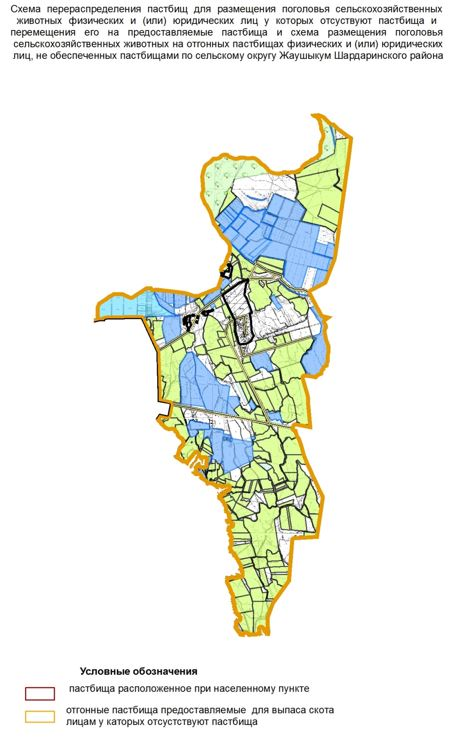 Схема перераспределения пастбищ для размещения поголовья сельскохозяйственных
животных физических и (или) юридических лиц у которых отсуствуют пастбища и
перемещения его на предоставляемые пастбища и схема размещения поголовья
сельскохозяйственных животных на отгонных пастбищах физических и (или) юридических
лиц, не обеспеченных пастбищами по сельскому округу Жаушыкум Шардаринского района
Условные обозначения
пастбища расположенное при населенному пункте
отгонные пастбища предоставляемые для выпаса скота
лицам у которых отсустствуют пастбища